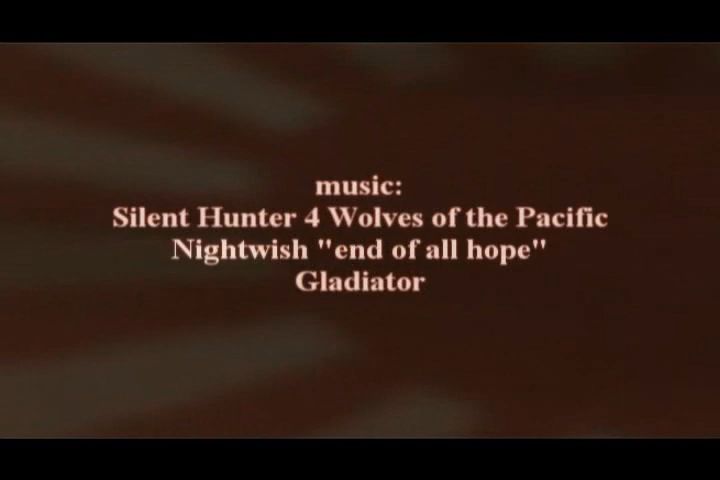 music:
Silent Hunter 4 Wolves of the Pacific
Nightwish "end of all hope"
Gladiator